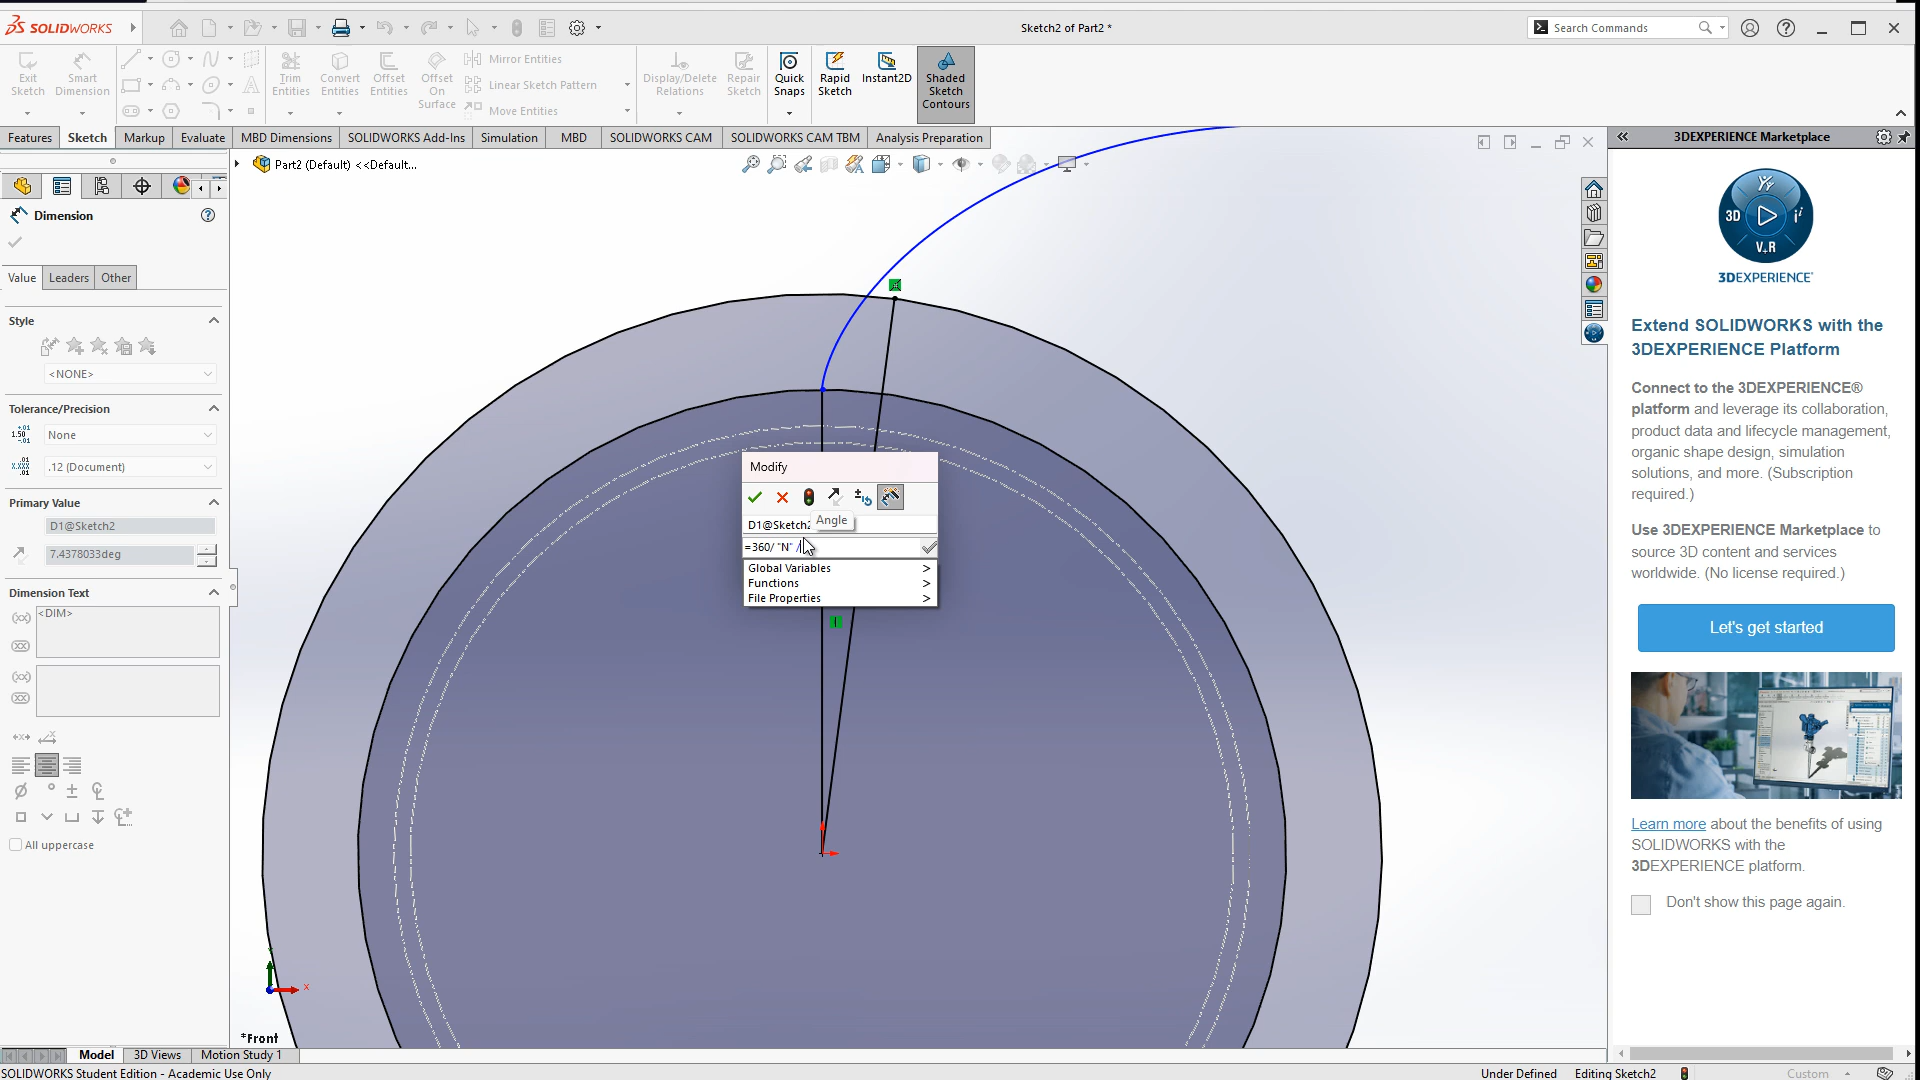 SOLIDWORKS
Sketch2 of Part2 *
Search Commands
Exit Sketch
Smart Dimension
Trim Entities
Convert Entities
Offset Entities
Offset On Surface
Mirror Entities
Linear Sketch Pattern
Move Entities
Display/Delete Relations
Repair Sketch
Quick Snaps
Rapid Sketch
Instant2D
Shaded Sketch Contours
Features
Sketch
Markup
Evaluate
MBD Dimensions
SOLIDWORKS Add-Ins
Simulation
MBD
SOLIDWORKS CAM
SOLIDWORKS CAM TBM
Analysis Preparation
Part2 (Default) <<Default...
Dimension
Value
Leaders
Other
Style
<NONE>
Tolerance/Precision
None
.12 (Document)
Primary Value
D1@Sketch2
7.4378033deg
Dimension Text
<DIM>
All uppercase
Modify
D1@Sketch2
Angle
=360/ "N" /
Global Variables >
Functions >
File Properties >
*Front
Model
3D Views
Motion Study 1
SOLIDWORKS Student Edition - Academic Use Only
Under Defined
Editing Sketch2
Custom
3DEXPERIENCE Marketplace
3D
V+R
3DEXPERIENCE
Extend SOLIDWORKS with the
3DEXPERIENCE Platform
Connect to the 3DEXPERIENCE®
platform and leverage its collaboration,
product data and lifecycle management,
organic shape design, simulation
solutions, and more. (Subscription
required.)
Use 3DEXPERIENCE Marketplace to
source 3D content and services
worldwide. (No license required.)
Let's get started
Learn more about the benefits of using
SOLIDWORKS with the
3DEXPERIENCE platform.
Don't show this page again.